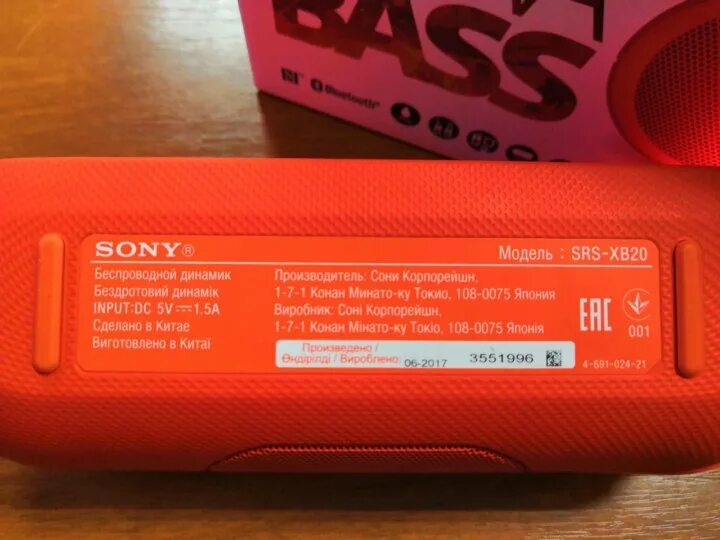 BASS
Bluetooth®
SONY®
Модель : SRS-XB20
Беспроводной динамик
Бездротовий динамік
INPUT:DC 5V 1.5A
Сделано в Китае
Виготовлено в Китаї
Производитель: Сони Корпорейшн.
1-7-1 Конан Минато-ку Токио, 108-0075 Япония
Виробник: Соні Корпорейшн.
1-7-1 Конан Мінато-ку Токіо, 108-0075 Японія
Произведено /
Өндірілді / Вироблено: 06-2017 3551996
EAC
001
4-691-024-21